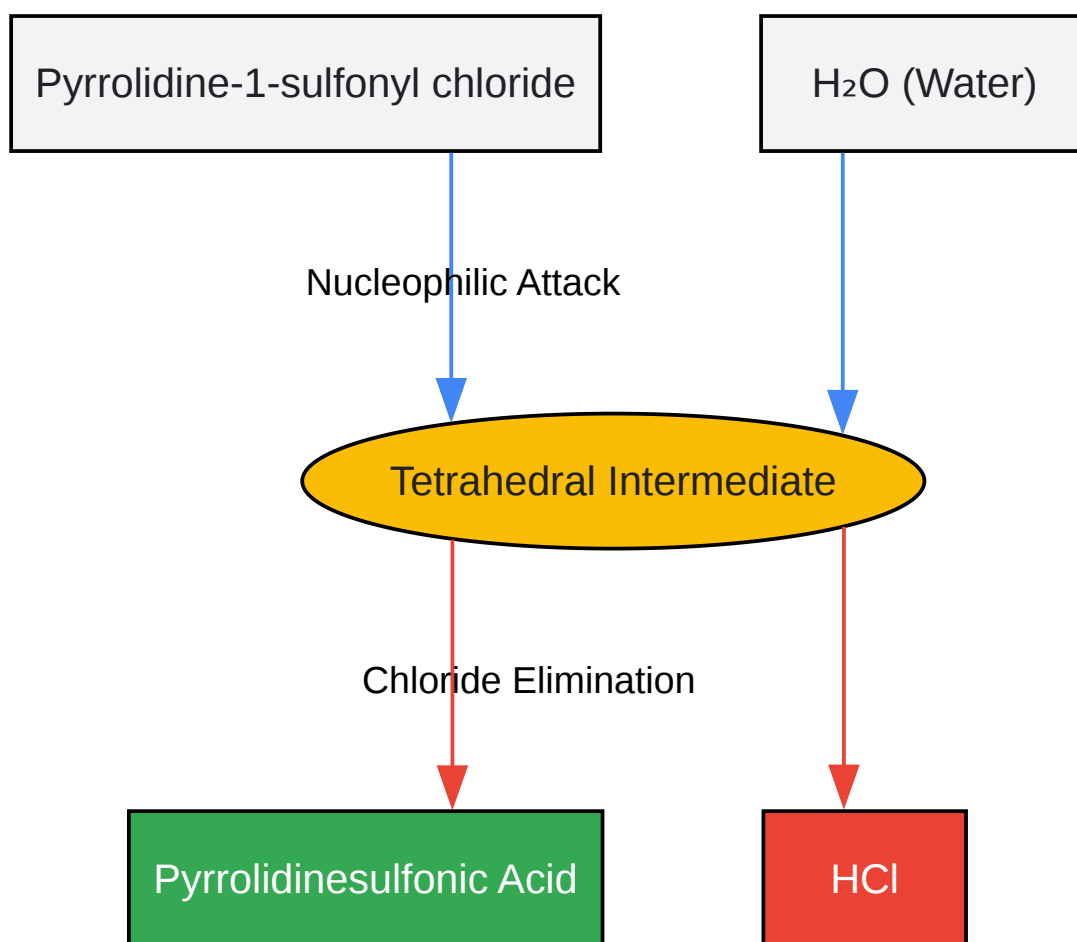 Pyrrolidine-1-sulfonyl chloride
H₂O (Water)
Nucleophilic Attack
Tetrahedral Intermediate
Chloride Elimination
Pyrrolidinesulfonic Acid
HCl